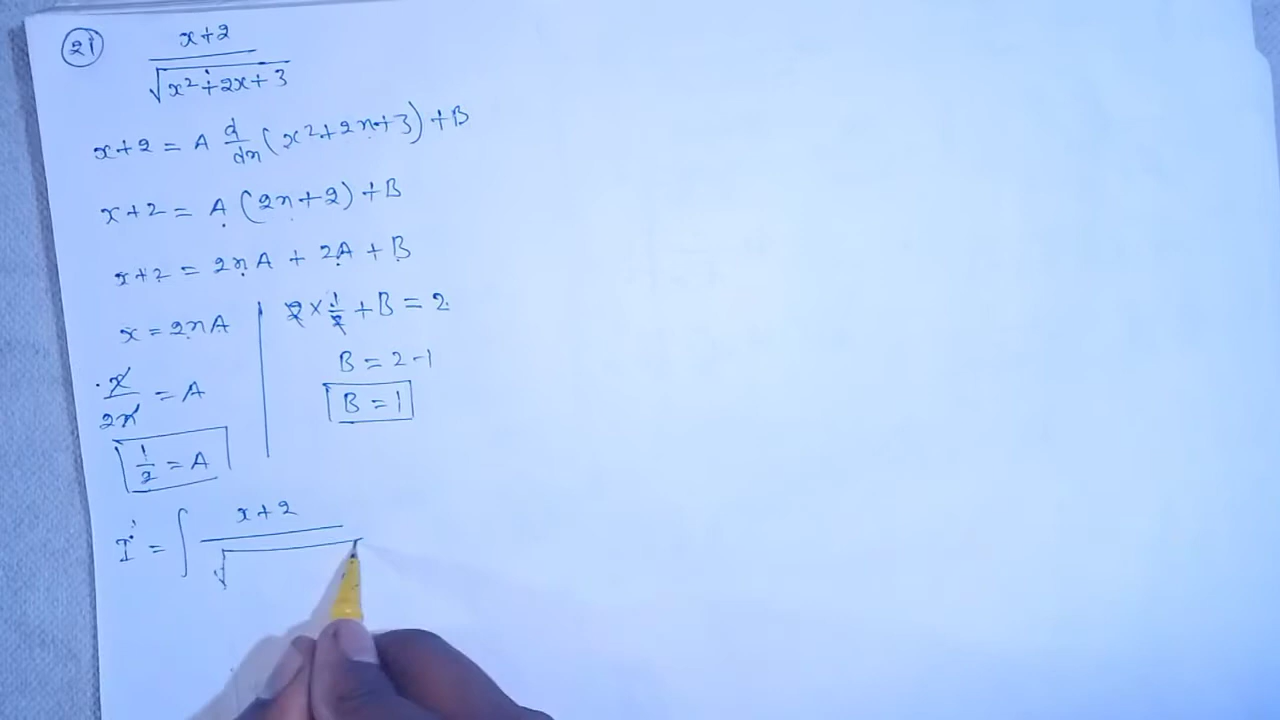 21 x+2 / √x²+2x+3
x+2 = A d/dx (x²+2x+3) + B
x+2 = A (2x+2) + B
x+2 = 2xA + 2A + B
x = 2xA
x/2x = A
1/2 = A
2 × 1/2 + B = 2
B = 2-1
B = 1
I = ∫ x+2 / √